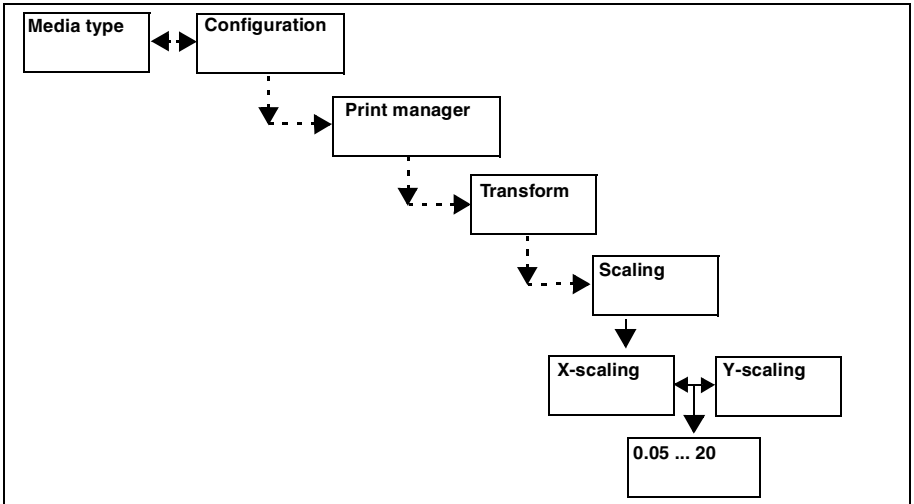 Media type
Configuration
Print manager
Transform
Scaling
X-scaling
Y-scaling
0.05 ... 20